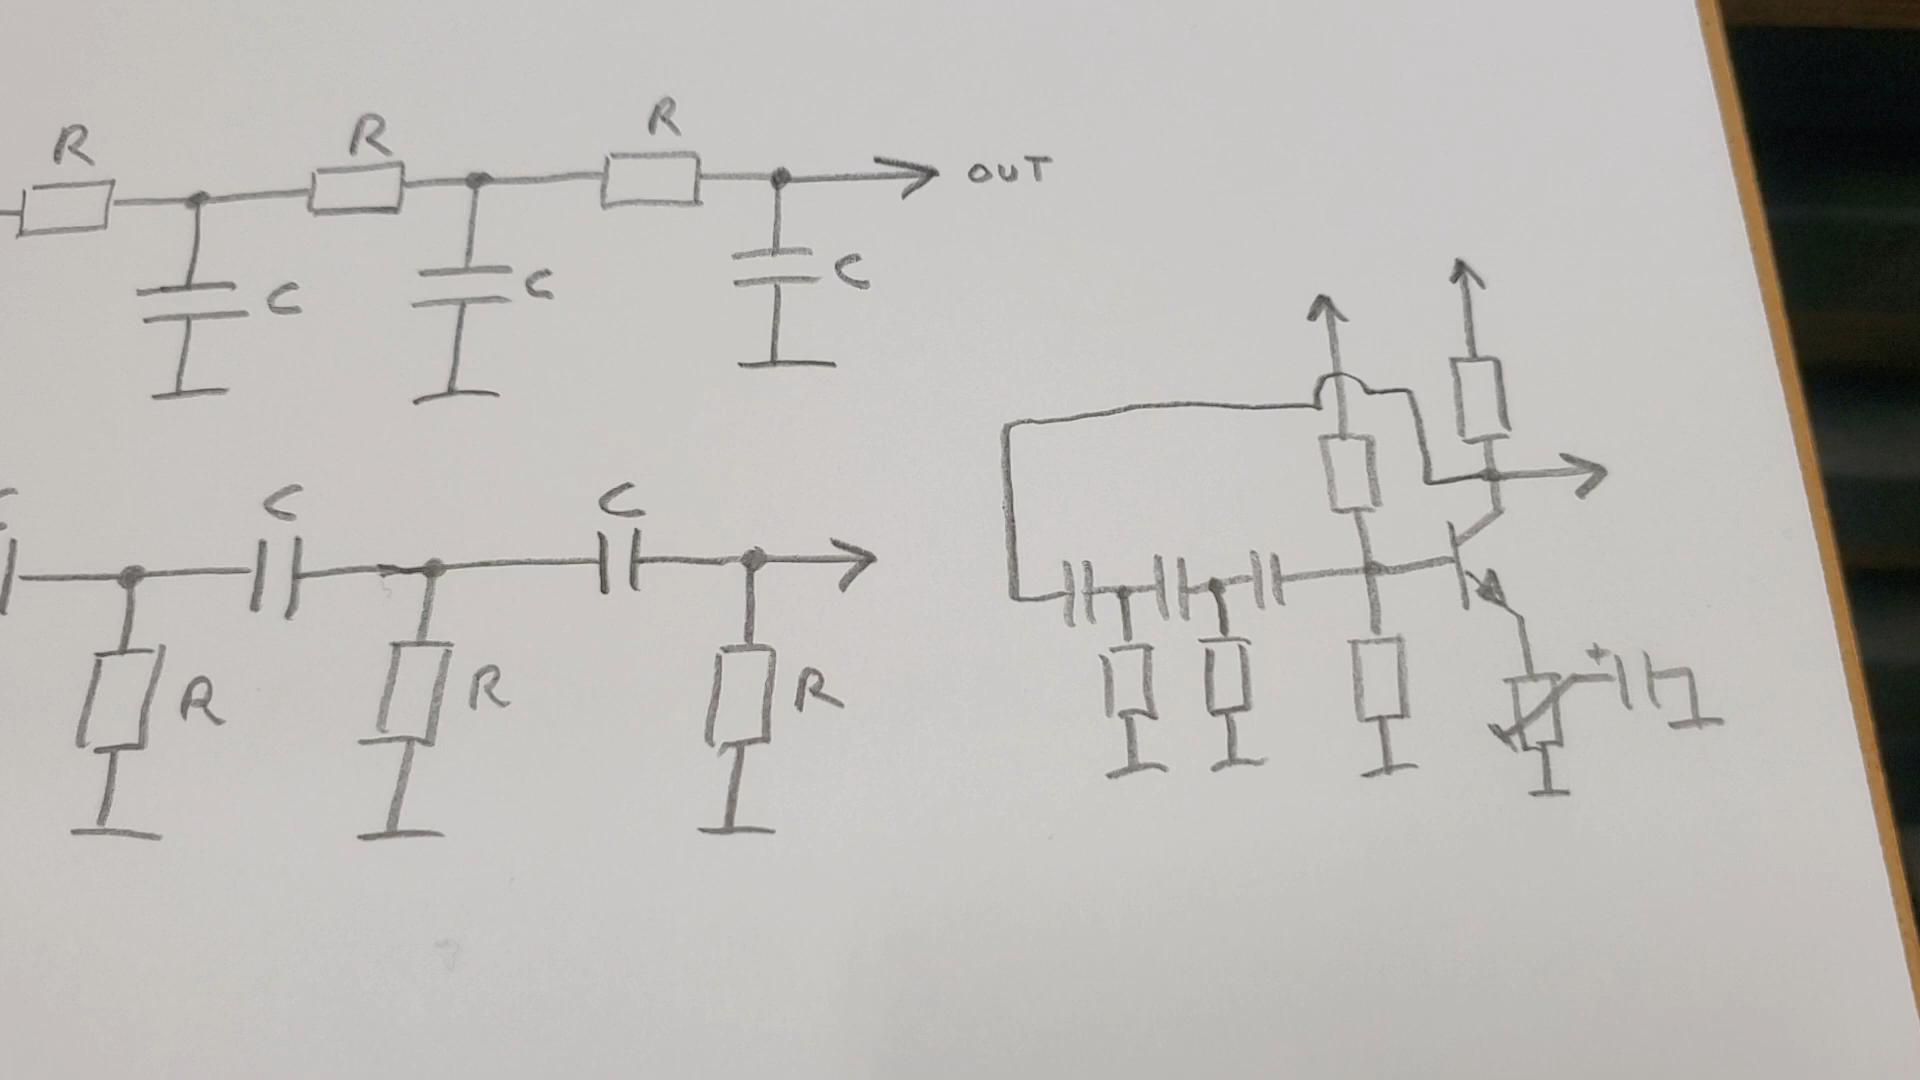 R R R
OUT
C C C
C C
R R R
+